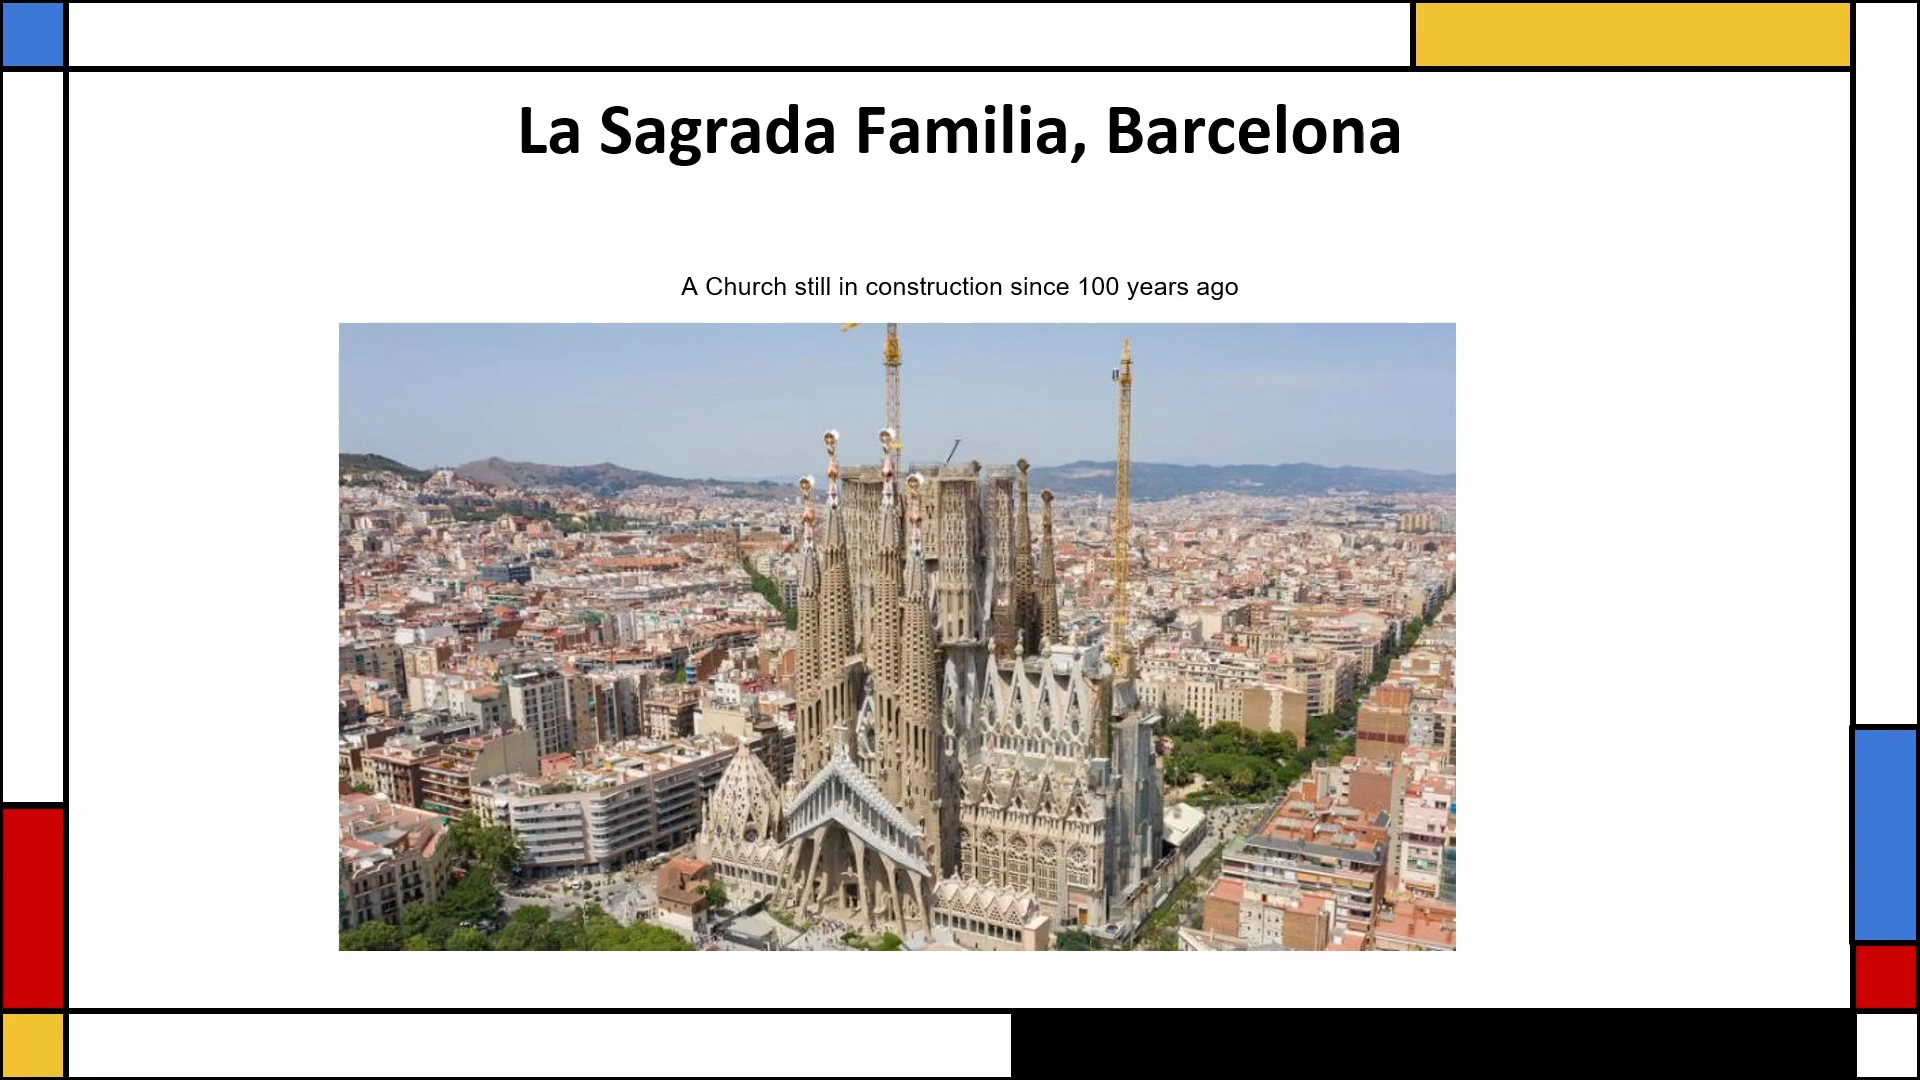 La Sagrada Familia, Barcelona
A Church still in construction since 100 years ago